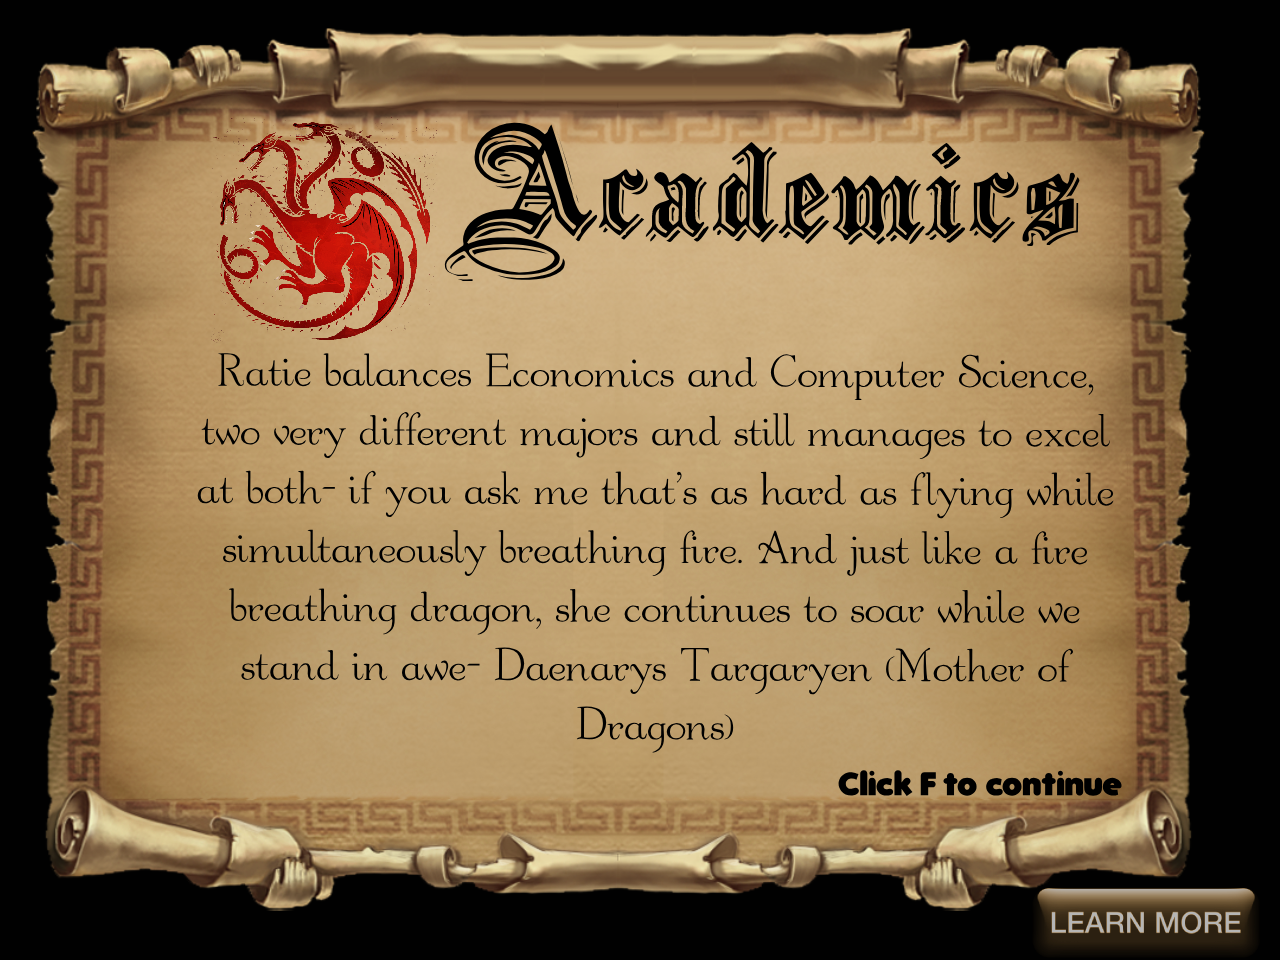 Academics
Ratie balances Economics and Computer Science,
two very different majors and still manages to excel
at both- if you ask me that's as hard as flying while
simultaneously breathing fire. And just like a fire
breathing dragon, she continues to soar while we
stand in awe- Daenarys Targaryen (Mother of
Dragons)
Click F to continue
LEARN MORE